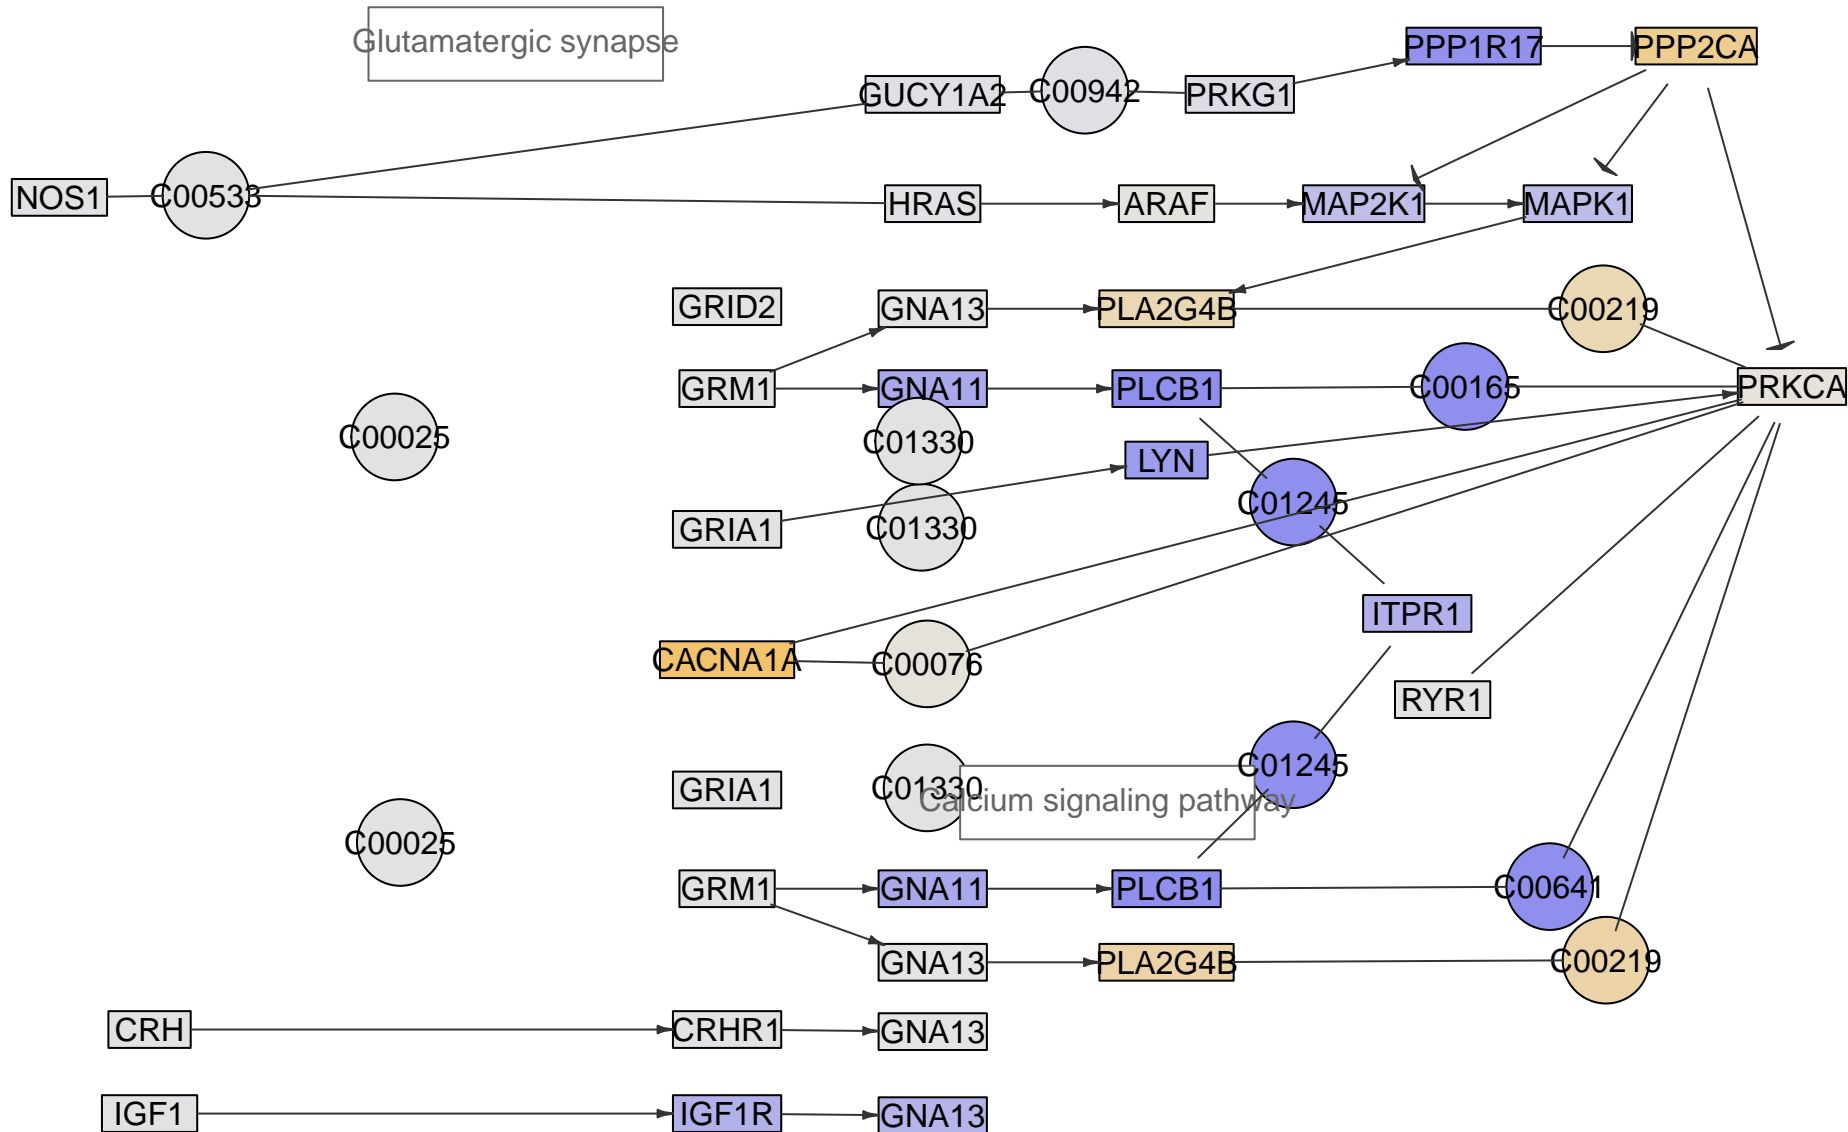 Glutamatergic synapse
PPP1R17
PPP2CA
GUCY1A2
C00942
PRKG1
NOS1
C00533
HRAS
ARAF
MAP2K1
MAPK1
GRID2
GNA13
PLA2G4B
C00219
GRM1
GNA11
PLCB1
C00165
PRKCA
C00025
C01330
LYN
GRIA1
C01330
C01245
ITPR1
CACNA1A
C00076
RYR1
GRIA1
C01330
C01245
Calcium signaling pathway
C00025
GRM1
GNA11
PLCB1
C00641
GNA13
PLA2G4B
C00219
CRH
CRHR1
GNA13
IGF1
IGF1R
GNA13